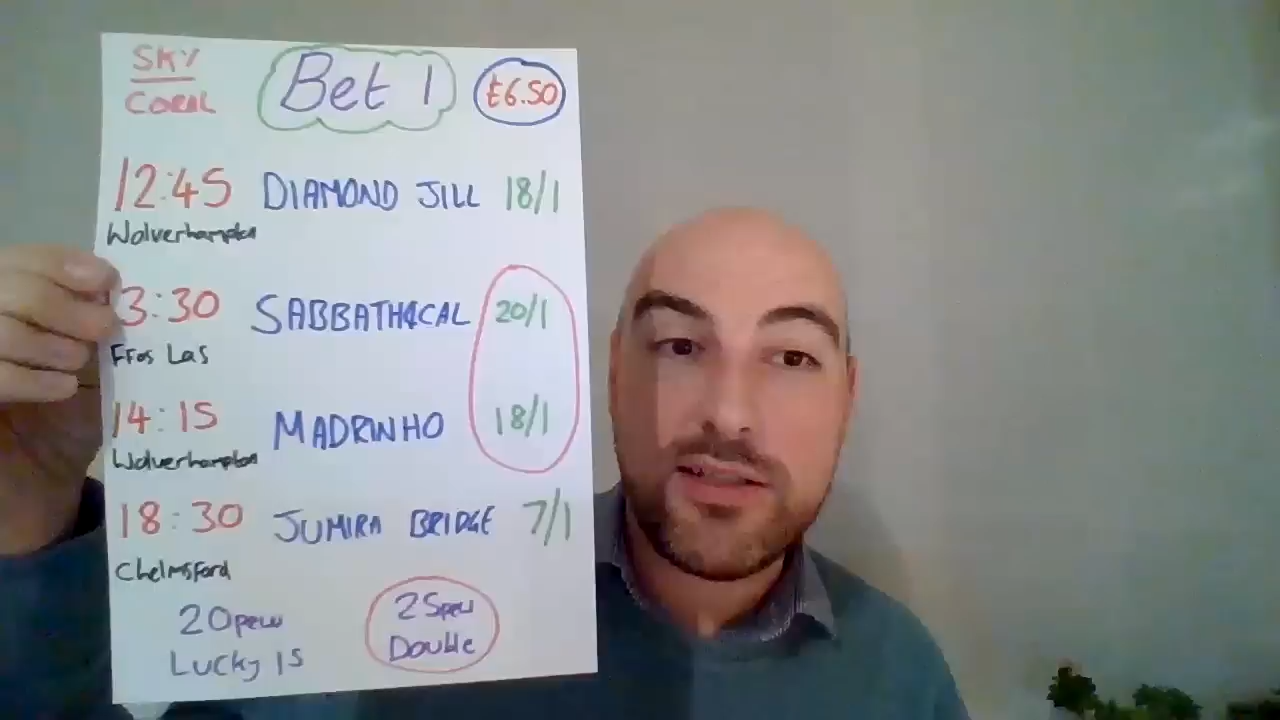 SKY
CORAL
Bet 1
£6.50
12:45 DIAMOND JILL 18/1
Wolverhampton
13:30 SABBATHICAL 20/1
Ffos Las
14:15 MADRINHO 18/1
Wolverhampton
18:30 JUMIRA BRIDGE 7/1
Chelmsford
20pew
Lucky 15
25pew
Double